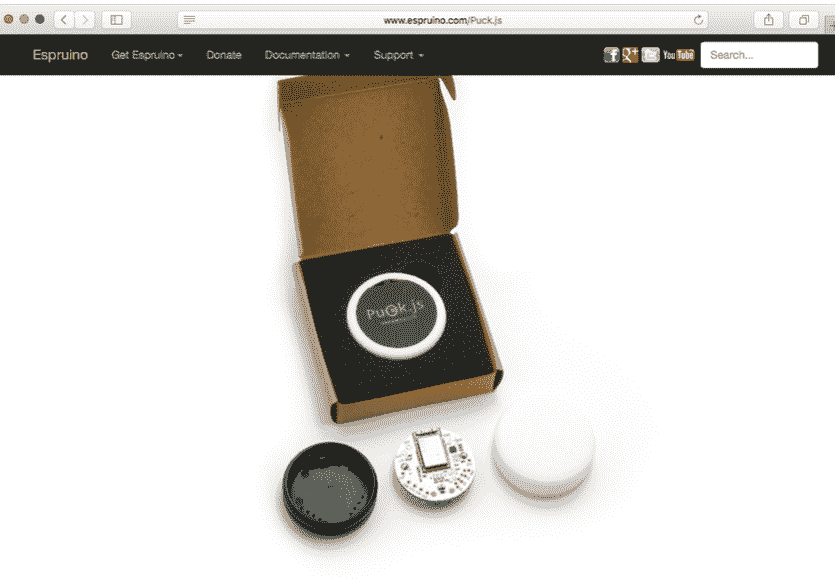 www.espruino.com/Puck.js
Espruino Get Espruino Donate Documentation Support You Tube Search...
Puck.js